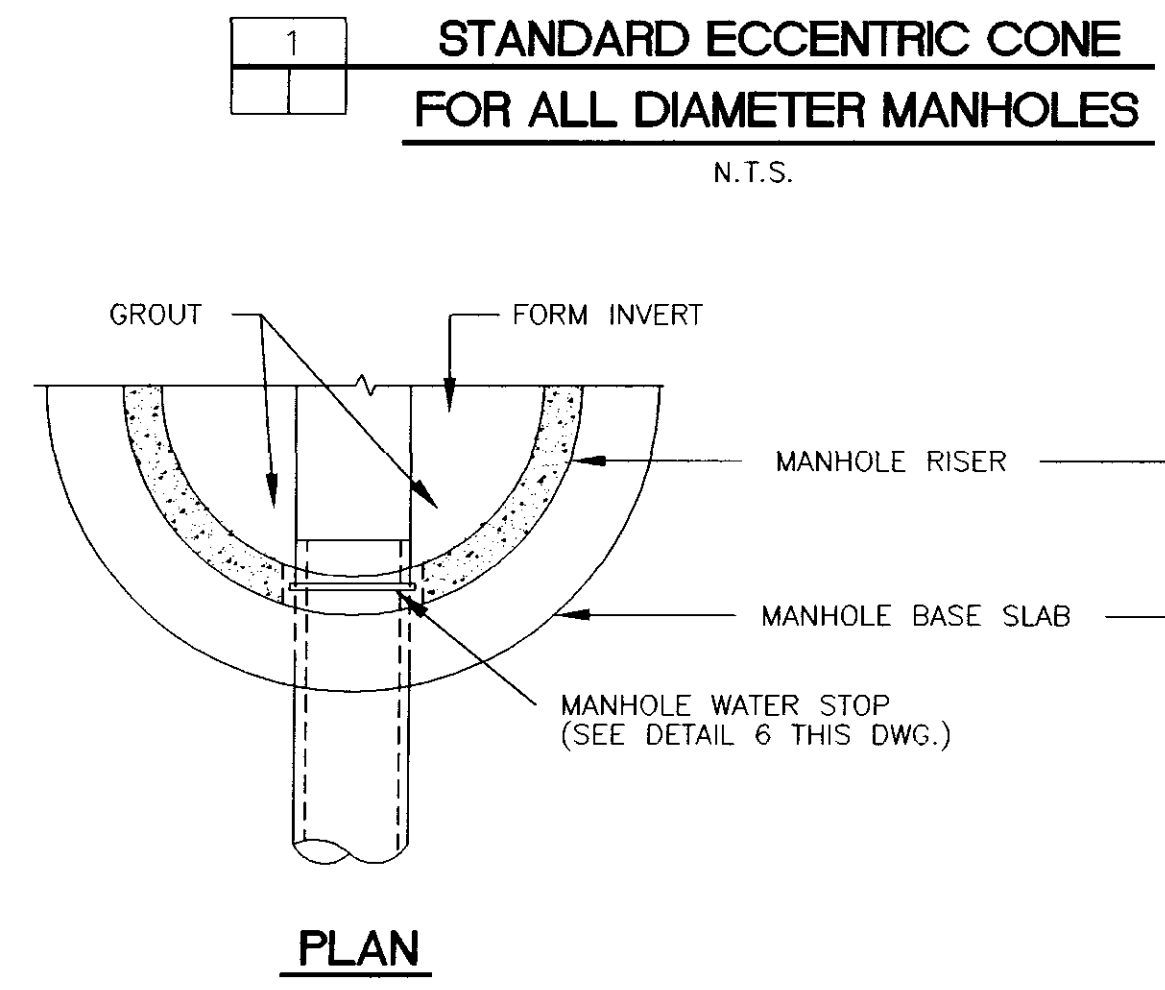 1
STANDARD ECCENTRIC CONE
FOR ALL DIAMETER MANHOLES
N.T.S.
GROUT
FORM INVERT
MANHOLE RISER
MANHOLE BASE SLAB
MANHOLE WATER STOP
(SEE DETAIL 6 THIS DWG.)
PLAN